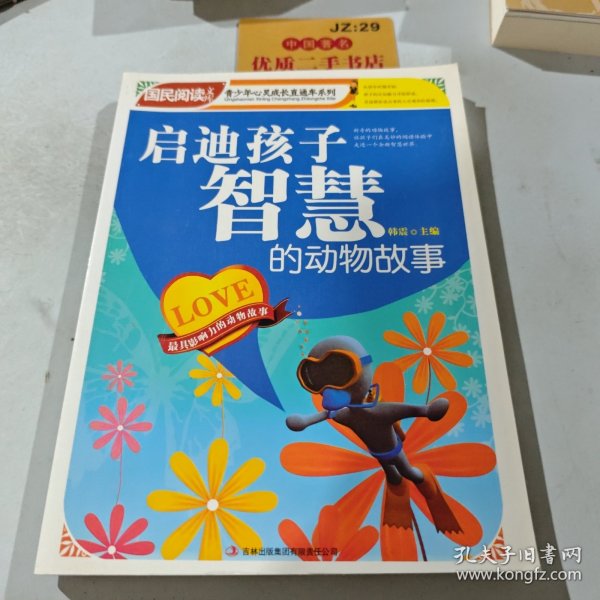 JZ:29
中国著名
优质二手书店
国民阅读书系
青少年心灵成长直通车系列
启迪孩子
智慧
的动物故事
韩震 主编
LOVE
最具影响力的动物故事
吉林出版集团有限责任公司
孔夫子旧书网
www.kongfz.com